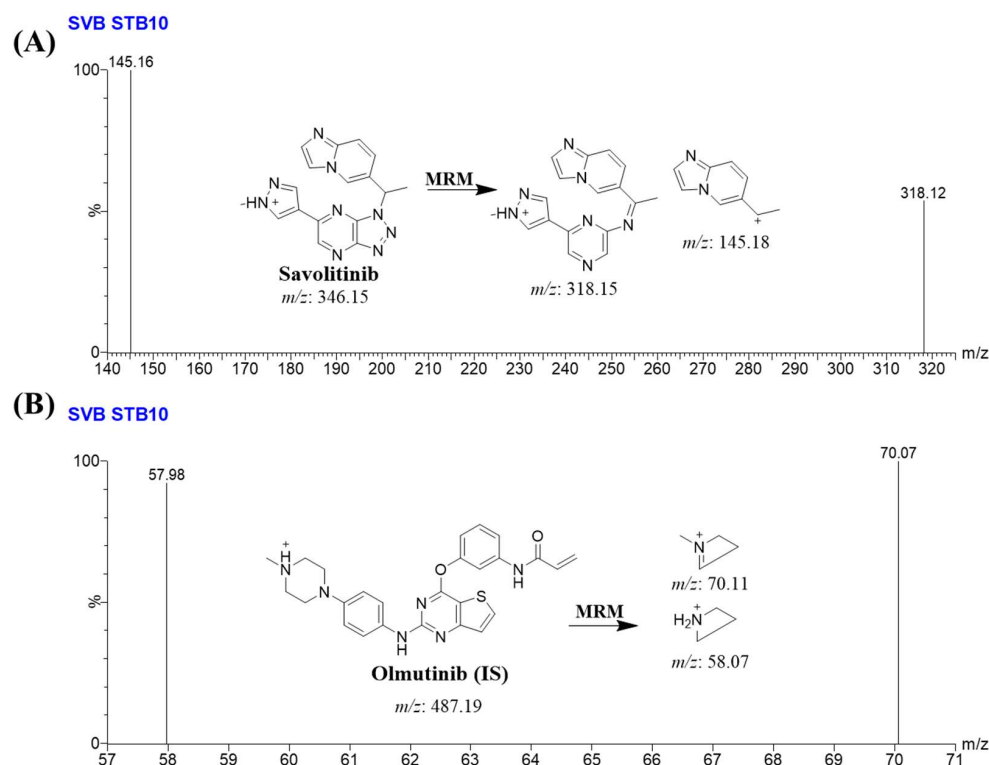 (A)
SVB STB10
100
%
0
145.16
318.12
MRM
Savolitinib
m/z: 346.15
m/z: 318.15
m/z: 145.18
N
N
N
HN
+
N
N
N
N
N
N
N
N
HN
+
N
N
N
N
N
+
140 150 160 170 180 190 200 210 220 230 240 250 260 270 280 290 300 310 320
m/z
(B)
SVB STB10
100
%
0
57.98
70.07
+
H
N
N
N
H
N
N
O
S
N
H
O
MRM
Olmutinib (IS)
m/z: 487.19
+
N
m/z: 70.11
+
H2N
m/z: 58.07
57 58 59 60 61 62 63 64 65 66 67 68 69 70 71
m/z